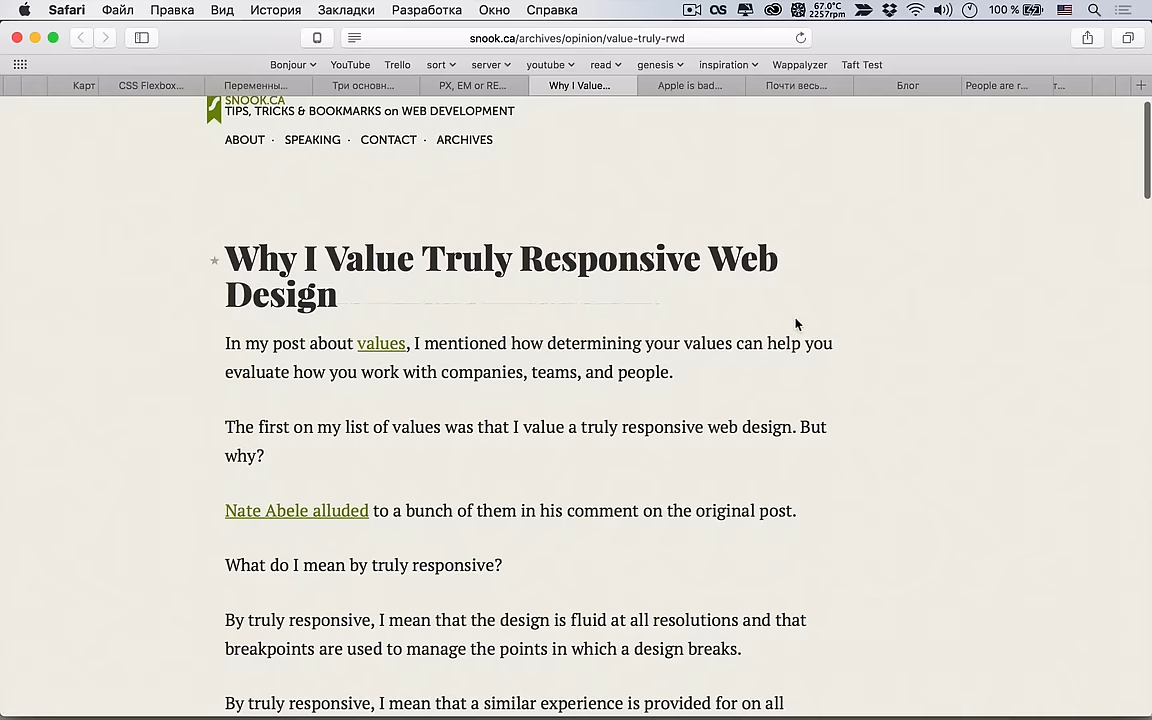 Safari Файл Правка Вид История Закладки Разработка Окно Справка 67.0°C 2257rpm 100 %
snook.ca/archives/opinion/value-truly-rwd
Bonjour YouTube Trello sort server youtube read genesis inspiration Wappalyzer Taft Test
Карт CSS Flexbox... Переменны... Три основн... PX, EM or RE... Why I Value... Apple is bad... Почти весь... Блог People are r... т...
SNOOK.CA
TIPS, TRICKS & BOOKMARKS on WEB DEVELOPMENT
ABOUT · SPEAKING · CONTACT · ARCHIVES
Why I Value Truly Responsive Web
Design
In my post about values, I mentioned how determining your values can help you
evaluate how you work with companies, teams, and people.
The first on my list of values was that I value a truly responsive web design. But
why?
Nate Abele alluded to a bunch of them in his comment on the original post.
What do I mean by truly responsive?
By truly responsive, I mean that the design is fluid at all resolutions and that
breakpoints are used to manage the points in which a design breaks.
By truly responsive, I mean that a similar experience is provided for on all